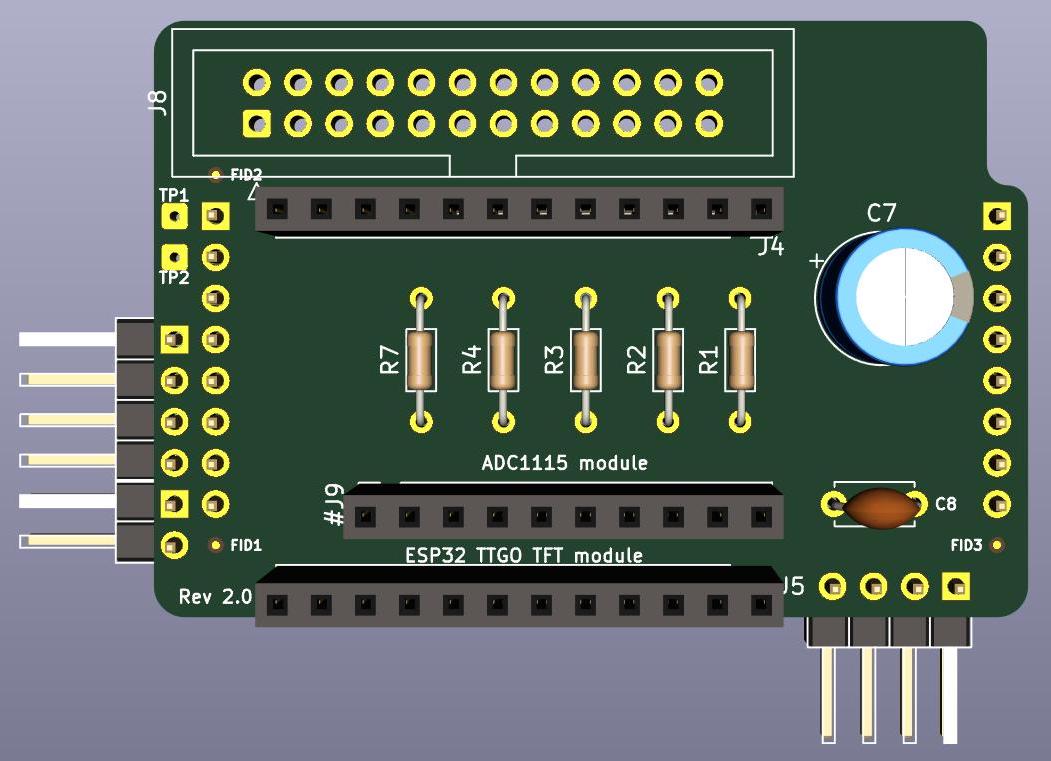 J8
FID2
TP1
TP2
J4
C7
+
R7
R4
R3
R2
R1
ADC1115 module
#J9
C8
ESP32 TTGO TFT module
FID1
FID3
Rev 2.0
J5